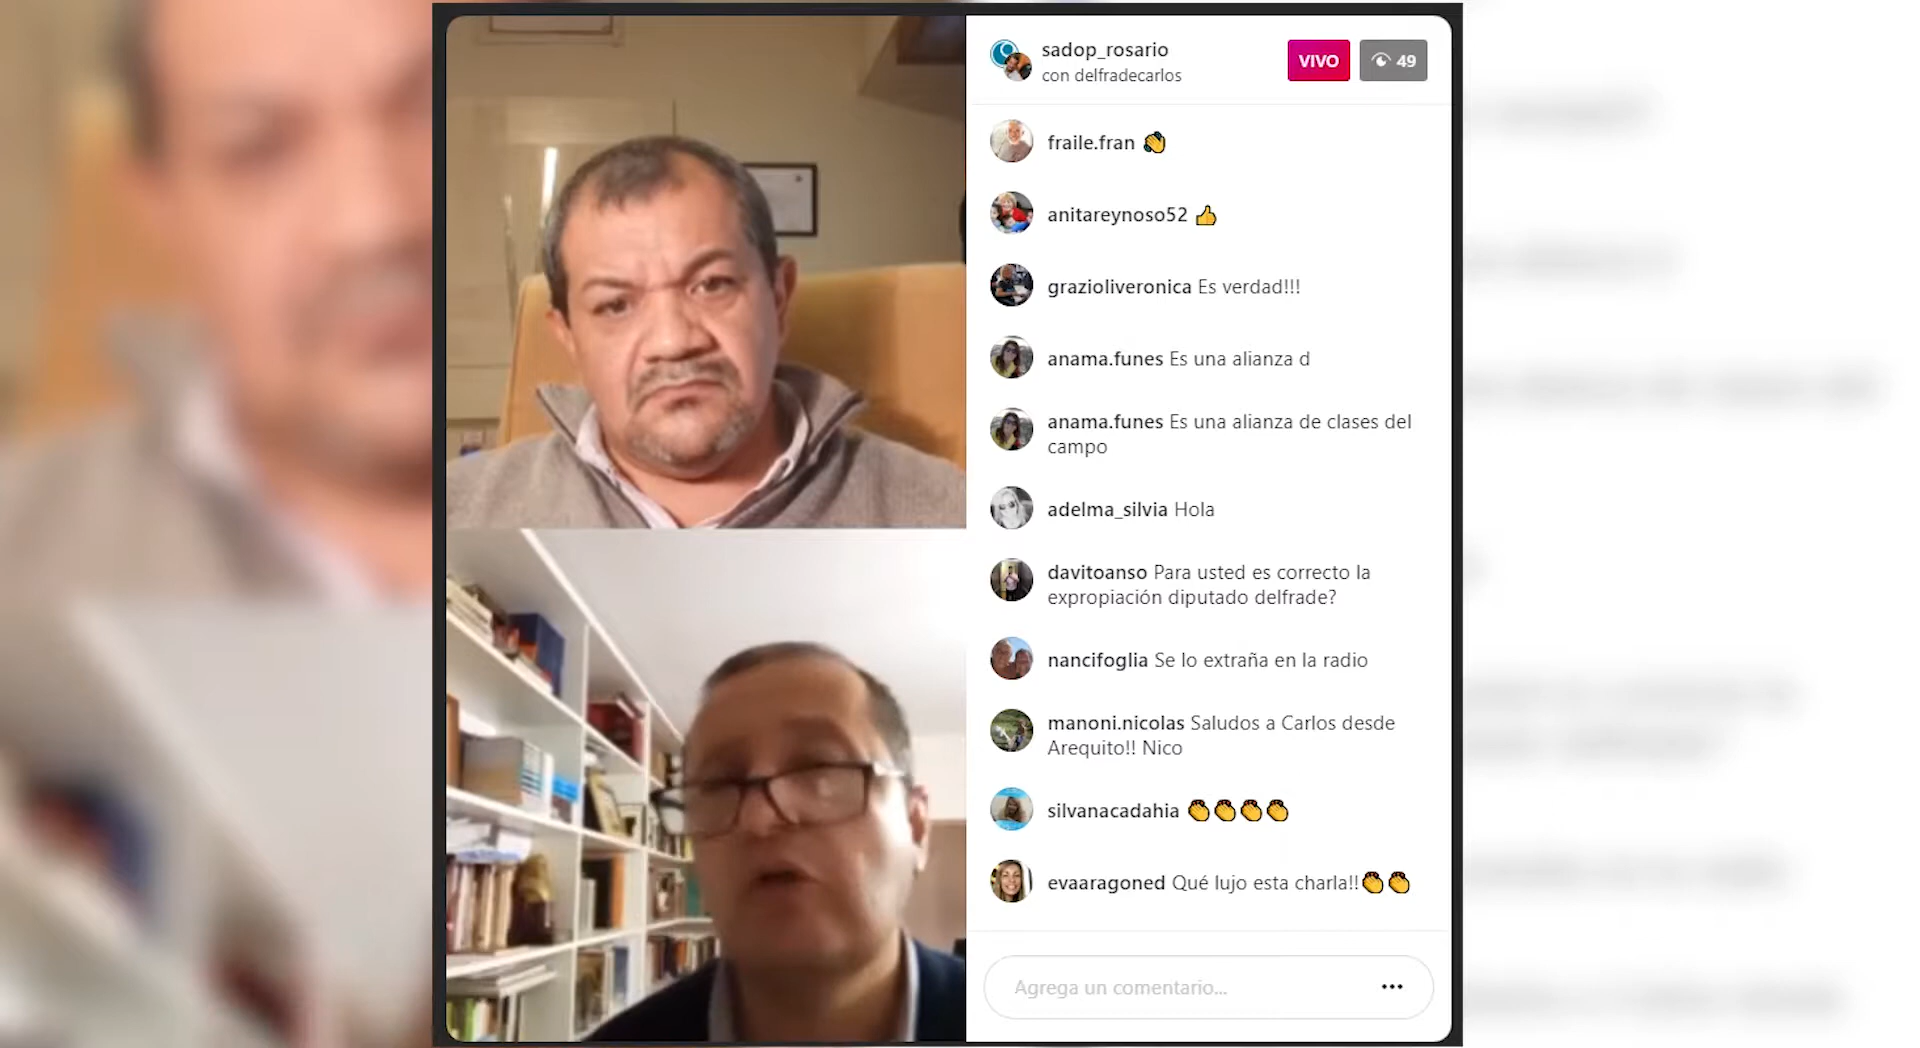 sadop_rosario
con delfradecarlos
VIVO
49
fraile.fran 👏
anitareynoso52 👍
grazioliveronica Es verdad!!!
anama.funes Es una alianza d
anama.funes Es una alianza de clases del
campo
adelma_silvia Hola
davitoanso Para usted es correcto la
expropiación diputado delfrade?
nancifoglia Se lo extraña en la radio
manoni.nicolas Saludos a Carlos desde
Arequito!! Nico
silvanacadahia 👏👏👏👏
evaaragoned Qué lujo esta charla!!👏👏
Agrega un comentario...